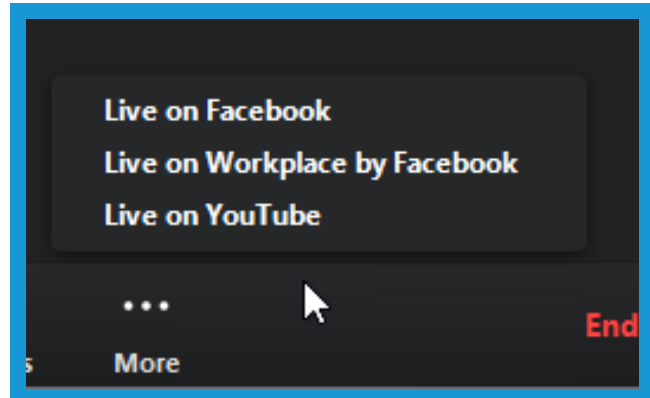 Live on Facebook
Live on Workplace by Facebook
Live on YouTube
End
s
More